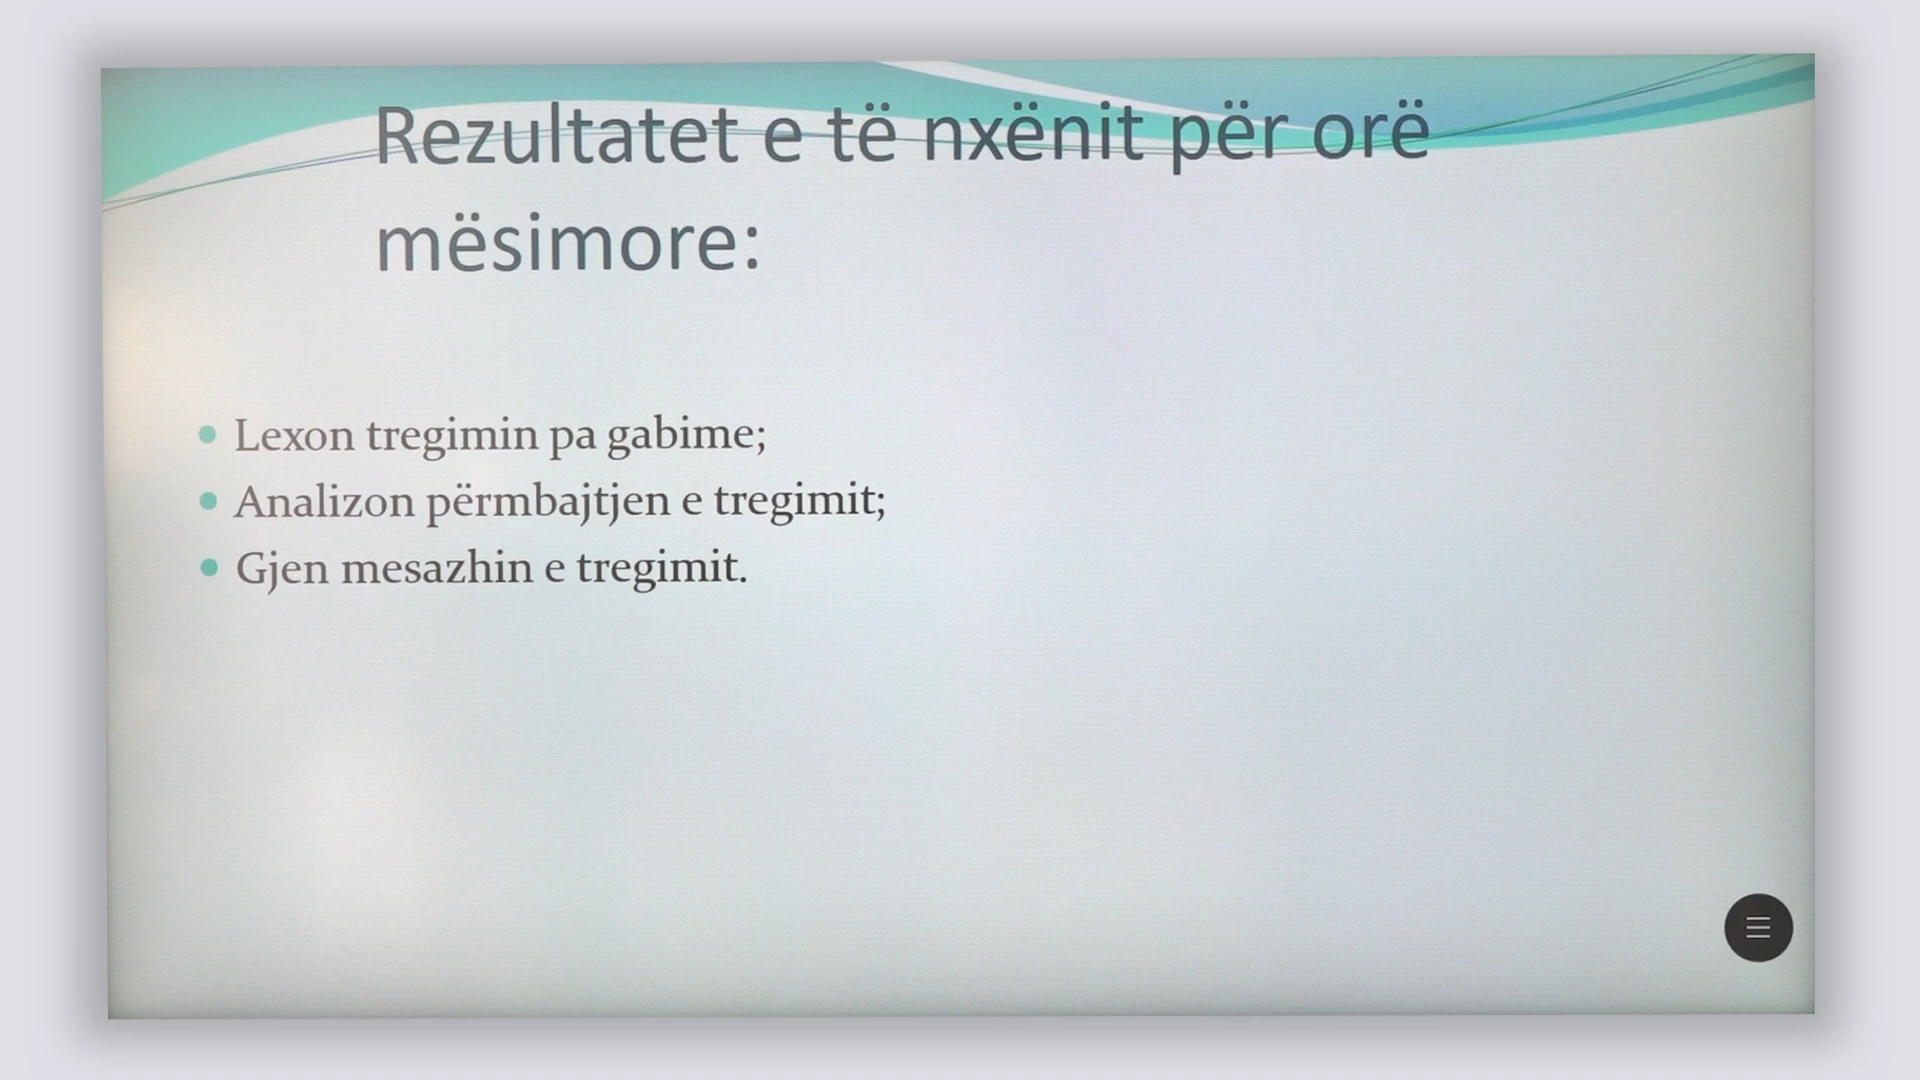 Rezultatet e të nxënit për orë
mësimore:
Lexon tregimin pa gabime;
Analizon përmbajtjen e tregimit;
Gjen mesazhin e tregimit.